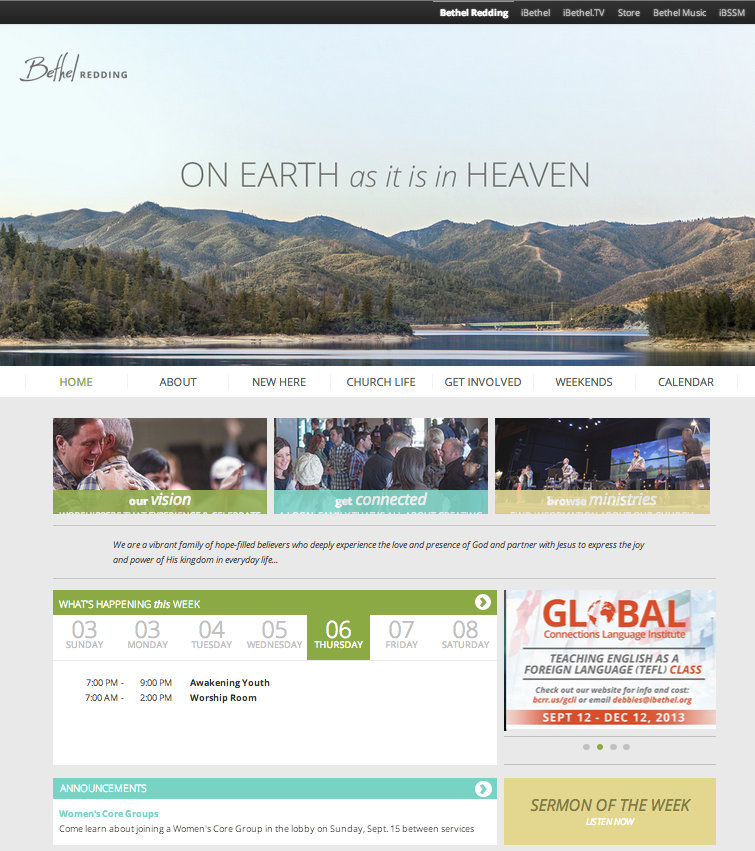 Bethel Redding iBethel iBethel.TV Store Bethel Music iBSSM
Bethel REDDING
ON EARTH as it is in HEAVEN
HOME ABOUT NEW HERE CHURCH LIFE GET INVOLVED WEEKENDS CALENDAR
our vision
get connected
browse ministries
We are a vibrant family of hope-filled believers who deeply experience the love and presence of God and partner with Jesus to express the joy
and power of His kingdom in everyday life...
WHAT'S HAPPENING this WEEK
03 03 04 05 06 07 08
SUNDAY MONDAY TUESDAY WEDNESDAY THURSDAY FRIDAY SATURDAY
7:00 PM - 9:00 PM Awakening Youth
7:00 AM - 2:00 PM Worship Room
GLOBAL
Connections Language Institute
TEACHING ENGLISH AS A
FOREIGN LANGUAGE (TEFL) CLASS
Check out our website for info and cost:
bcrr.us/gcli or email debbies@ibethel.org
SEPT 12 - DEC 12, 2013
ANNOUNCEMENTS
Women's Core Groups
Come learn about joining a Women's Core Group in the lobby on Sunday, Sept. 15 between services
SERMON OF THE WEEK
LISTEN NOW